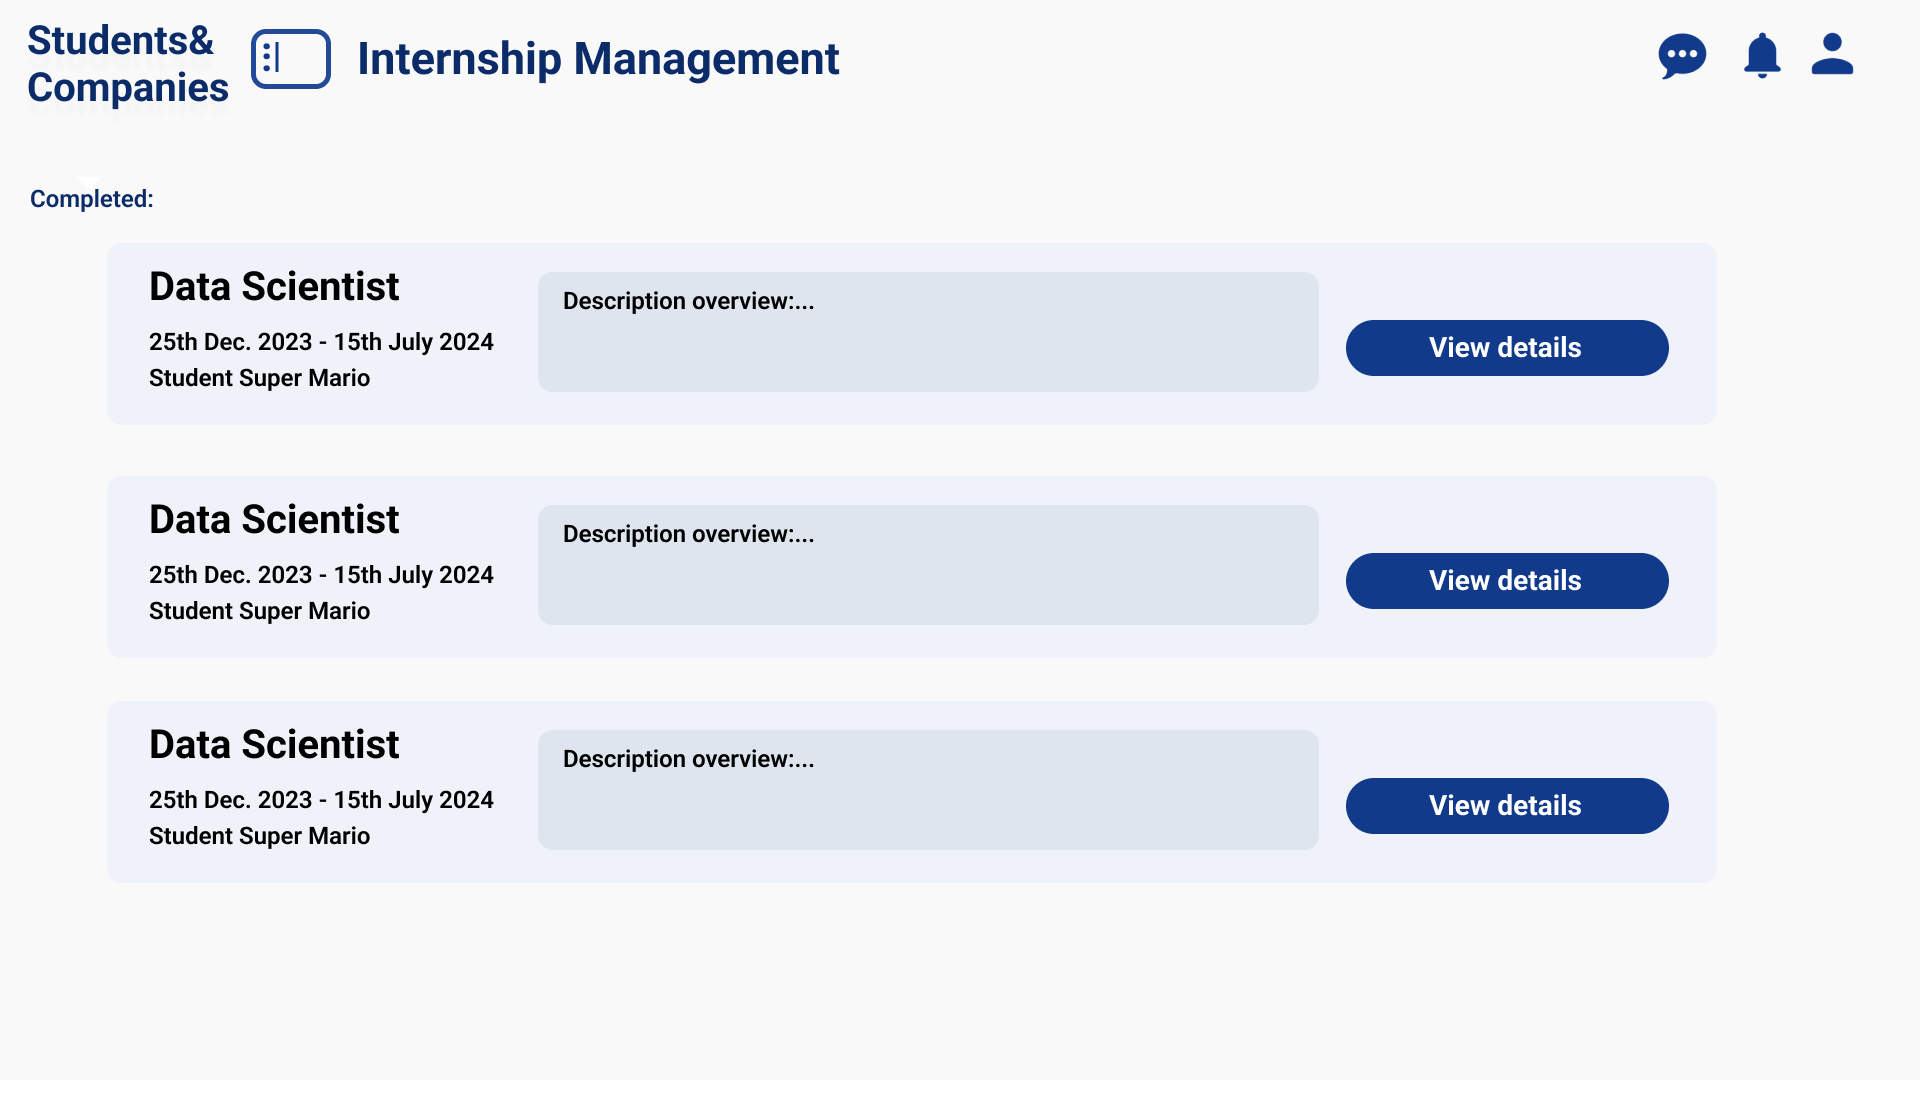 Students&
Companies
Internship Management
Completed:
Data Scientist
25th Dec. 2023 - 15th July 2024
Student Super Mario
Description overview:...
View details
Data Scientist
25th Dec. 2023 - 15th July 2024
Student Super Mario
Description overview:...
View details
Data Scientist
25th Dec. 2023 - 15th July 2024
Student Super Mario
Description overview:...
View details